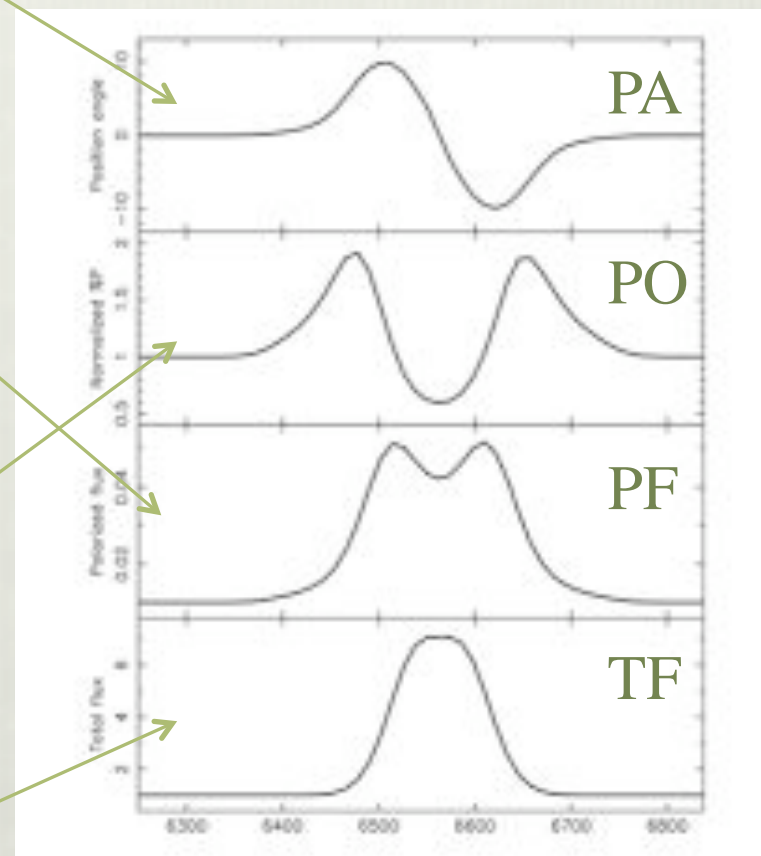 Position angle
10
0
−10
PA
Normalized %P
2
1.5
1
0.5
PO
Polarized flux
0.04
0.02
PF
Total flux
6
4
2
TF
6300 6400 6500 6600 6700 6800